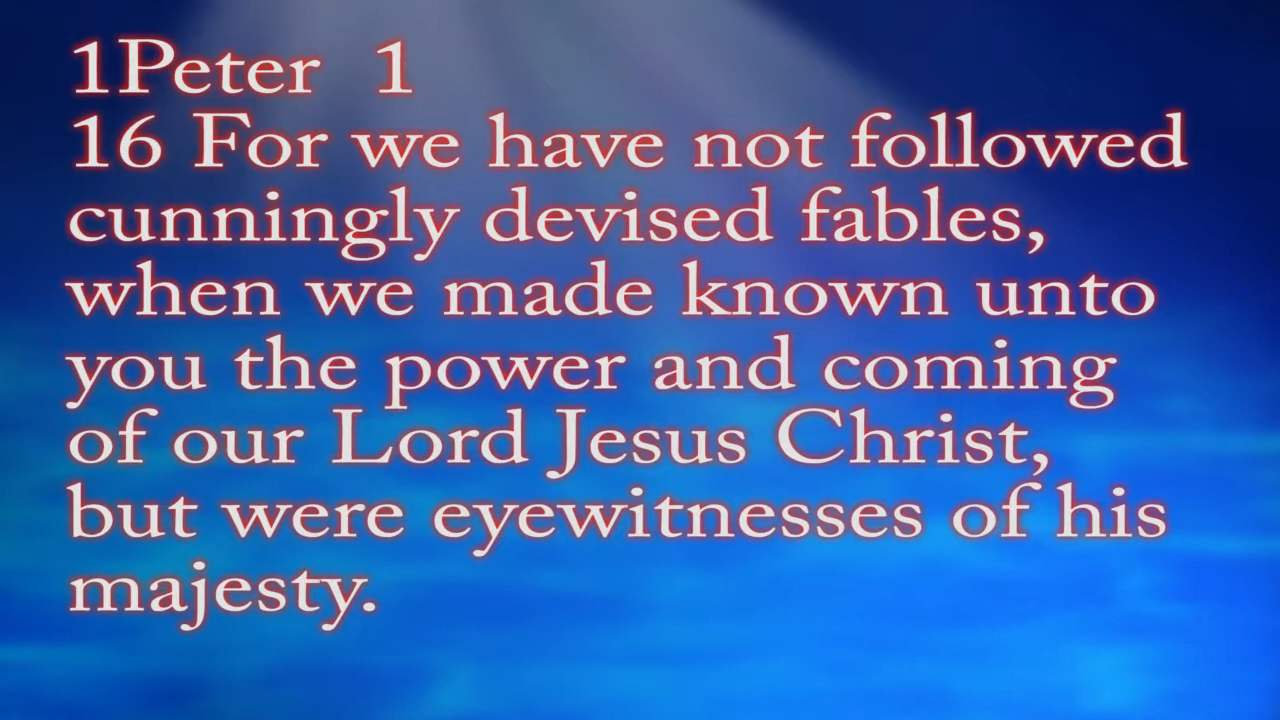 1Peter 1
16 For we have not followed
cunningly devised fables,
when we made known unto
you the power and coming
of our Lord Jesus Christ,
but were eyewitnesses of his
majesty.